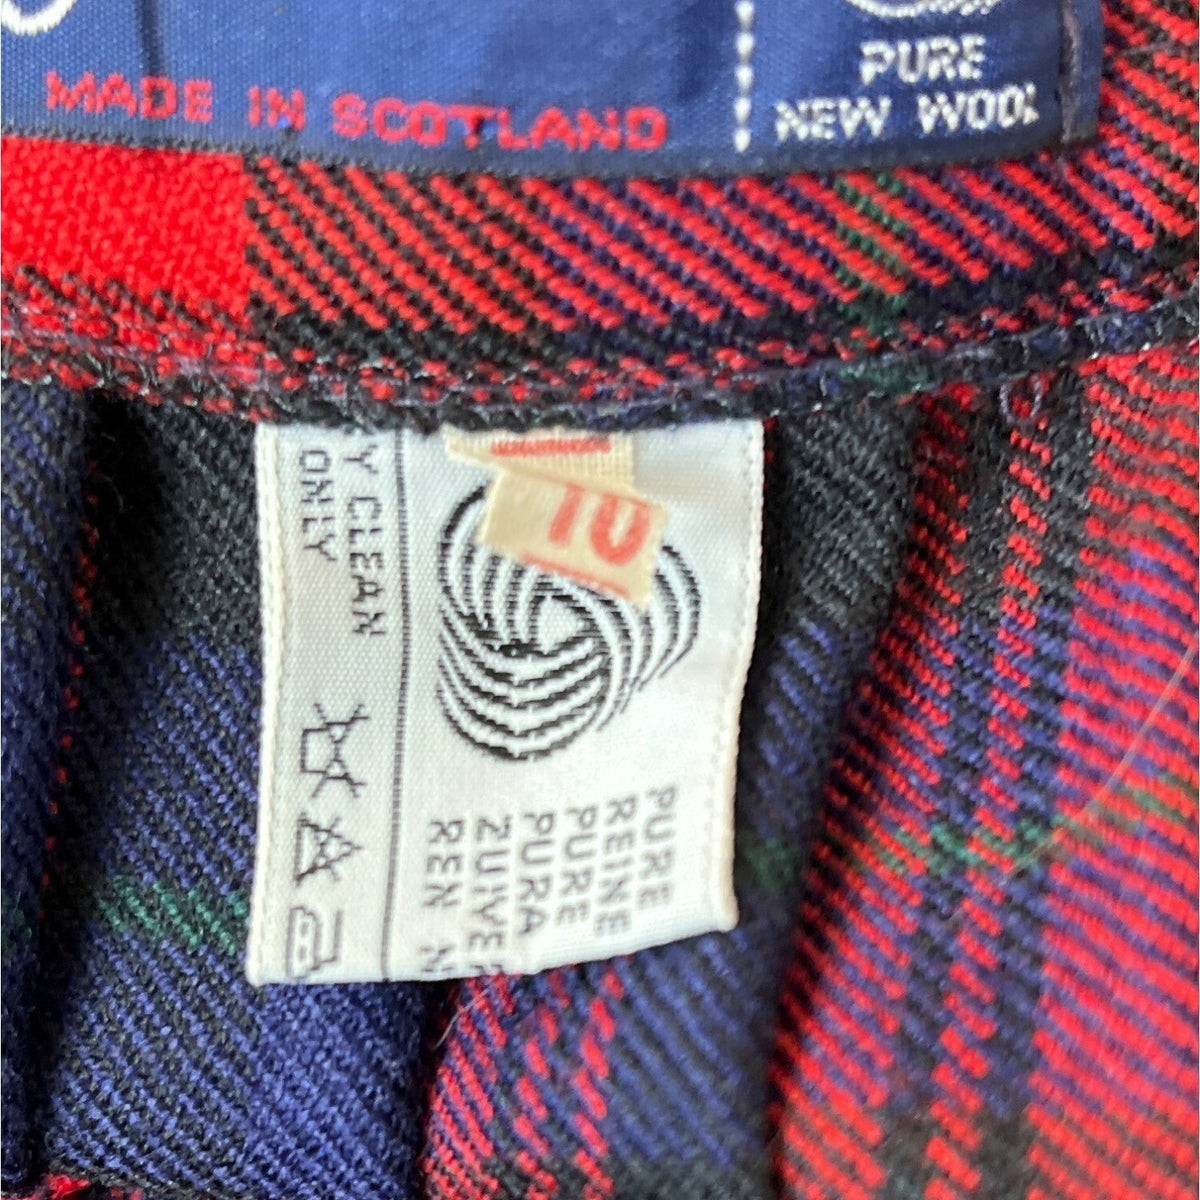 MADE IN SCOTLAND
PURE
NEW WOOL
10
Y CLEAN
ONLY
PURE
REINE
PURE
PURA
ZUIVE
REN N